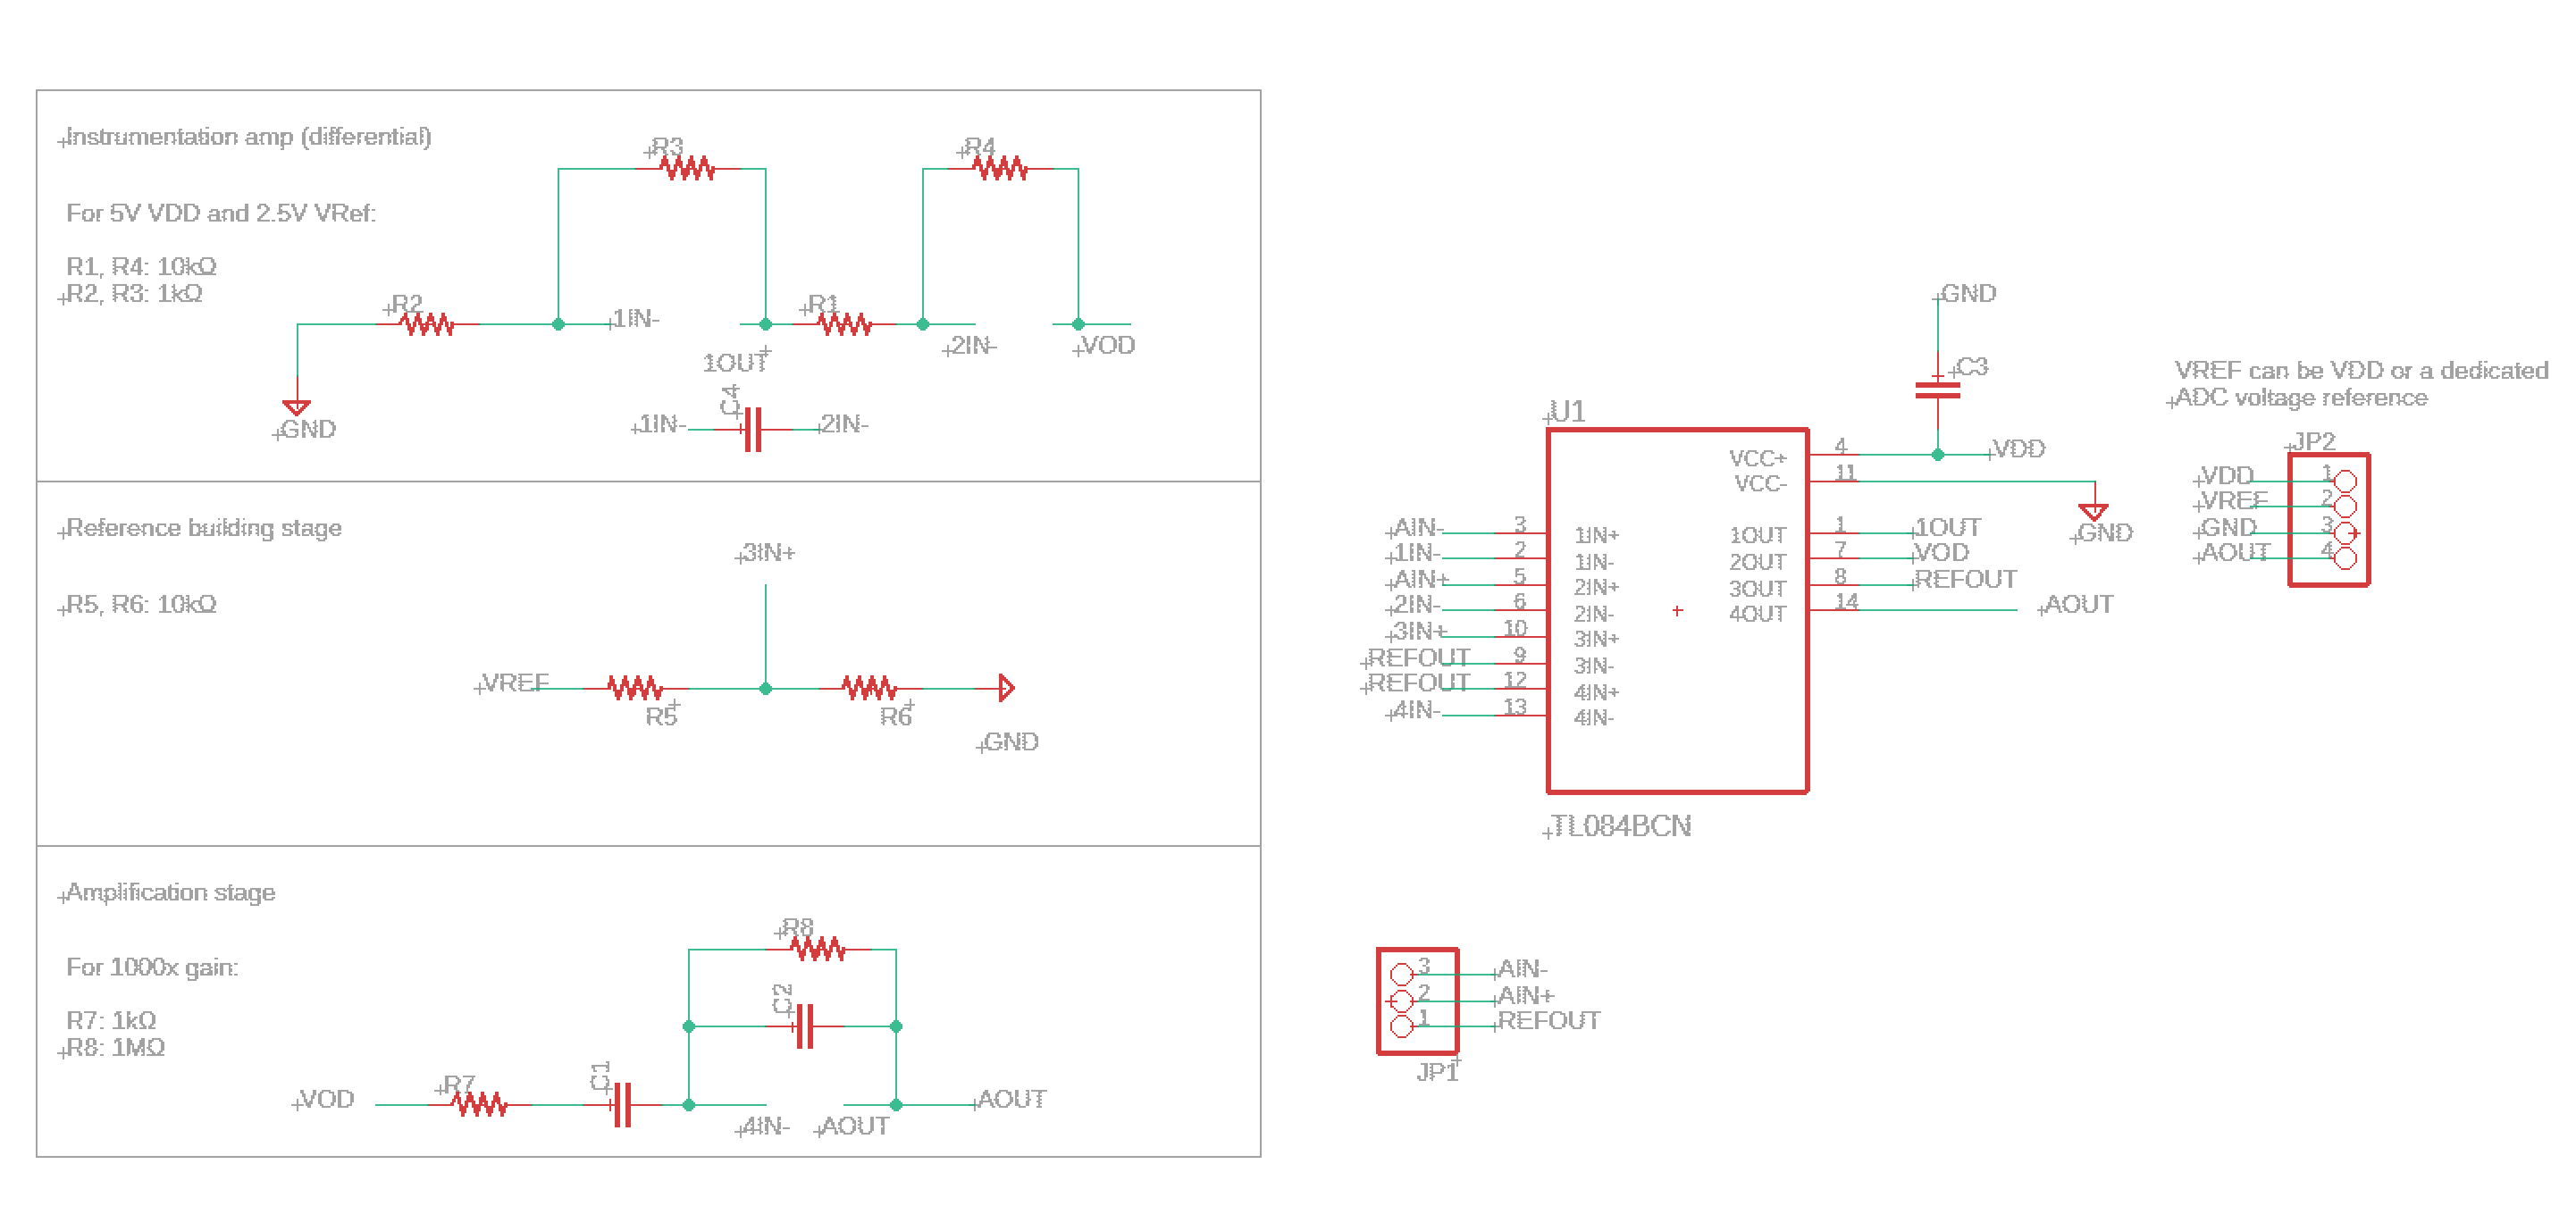 Instrumentation amp (differential)
For 5V VDD and 2.5V VRef:
R1, R4: 10kΩ
R2, R3: 1kΩ
R3
R4
R2
1IN-
R1
1OUT
2IN-
VOD
GND
C4
1IN-
2IN-
Reference building stage
R5, R6: 10kΩ
3IN+
VREF
R5
R6
GND
Amplification stage
For 1000x gain:
R7: 1kΩ
R8: 1MΩ
R8
C2
C1
VOD
R7
4IN-
AOUT
AOUT
GND
C3
U1
VCC+
4
VDD
VCC-
11
GND
AIN- 3 1IN+
1IN- 2 1IN-
AIN+ 5 2IN+
2IN- 6 2IN-
3IN+ 10 3IN+
REFOUT 9 3IN-
REFOUT 12 4IN+
4IN- 13 4IN-
1OUT 1 1OUT
2OUT 7 VOD
3OUT 8 REFOUT
4OUT 14 AOUT
TL084BCN
VREF can be VDD or a dedicated
ADC voltage reference
JP2
VDD 1
VREF 2
GND 3
AOUT 4
3 AIN-
2 AIN+
1 REFOUT
JP1